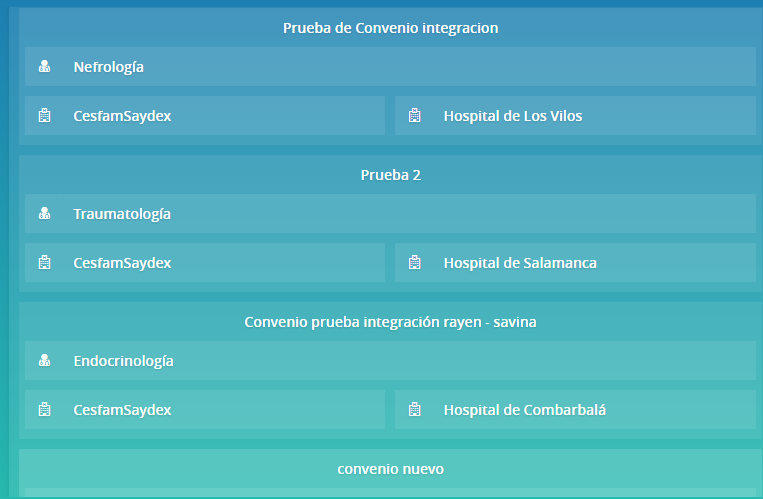 Prueba de Convenio integracion
Nefrología
CesfamSaydex Hospital de Los Vilos
Prueba 2
Traumatología
CesfamSaydex Hospital de Salamanca
Convenio prueba integración rayen - savina
Endocrinología
CesfamSaydex Hospital de Combarbalá
convenio nuevo